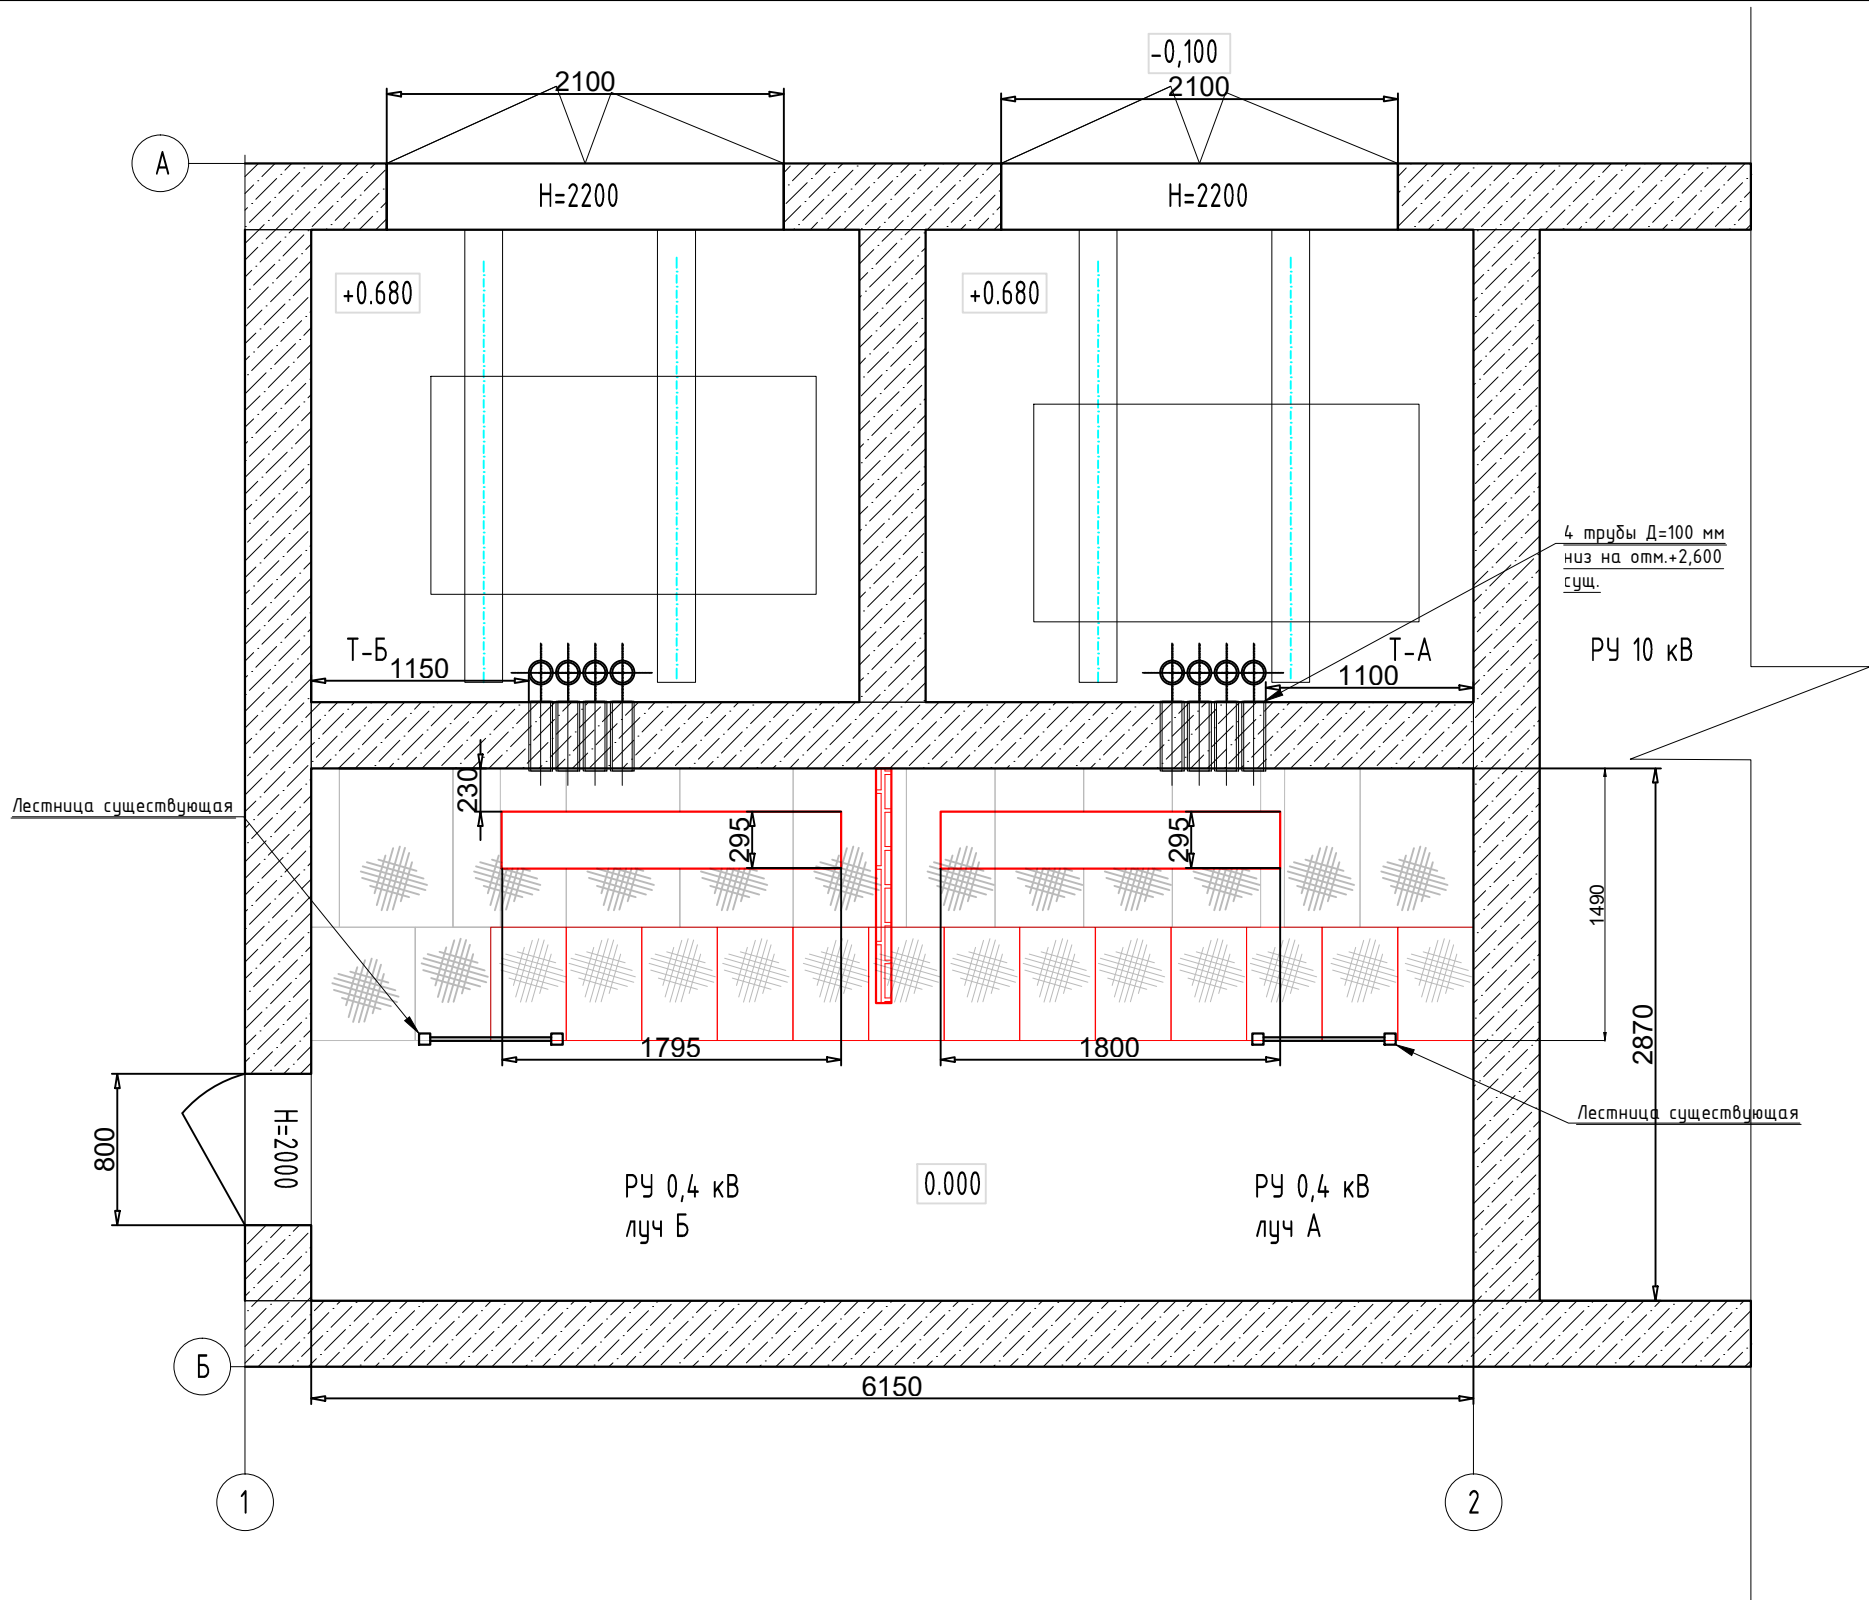 -0,100
2100
2100
А
H=2200
H=2200
+0.680
+0.680
4 трубы Д=100 мм
низ на отм.+2,600
сущ.
Т-Б
1150
Т-А
1100
РУ 10 кВ
230
Лестница существующая
295
295
1490
2870
1795
1800
800
H=2000
Лестница существующая
РУ 0,4 кВ
луч Б
0.000
РУ 0,4 кВ
луч А
Б
6150
1
2